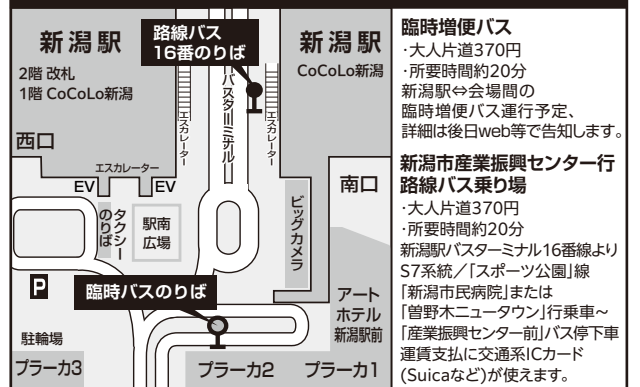 新潟駅
2階 改札
1階 CoCoLo新潟
西口
路線バス
16番のりば
バスターミナル
エスカレーター
エスカレーター
新潟駅
CoCoLo新潟
南口
エスカレーター
EV
EV
タクシー
のりば
駅南
広場
ビックカメラ
P
臨時バスのりば
アート
ホテル
新潟駅前
駐輪場
プラーカ3
プラーカ2
プラーカ1
臨時増便バス
·大人片道370円
·所要時間約20分
新潟駅⇔会場間の
臨時増便バス運行予定、
詳細は後日web等で告知します。
新潟市産業振興センター行
路線バス乗り場
·大人片道370円
·所要時間約20分
新潟駅バスターミナル16番線より
S7系統／「スポーツ公園」線
「新潟市民病院」または
「曽野木ニュータウン」行乗車～
「産業振興センター前」バス停下車
運賃支払に交通系ICカード
(Suicaなど)が使えます。